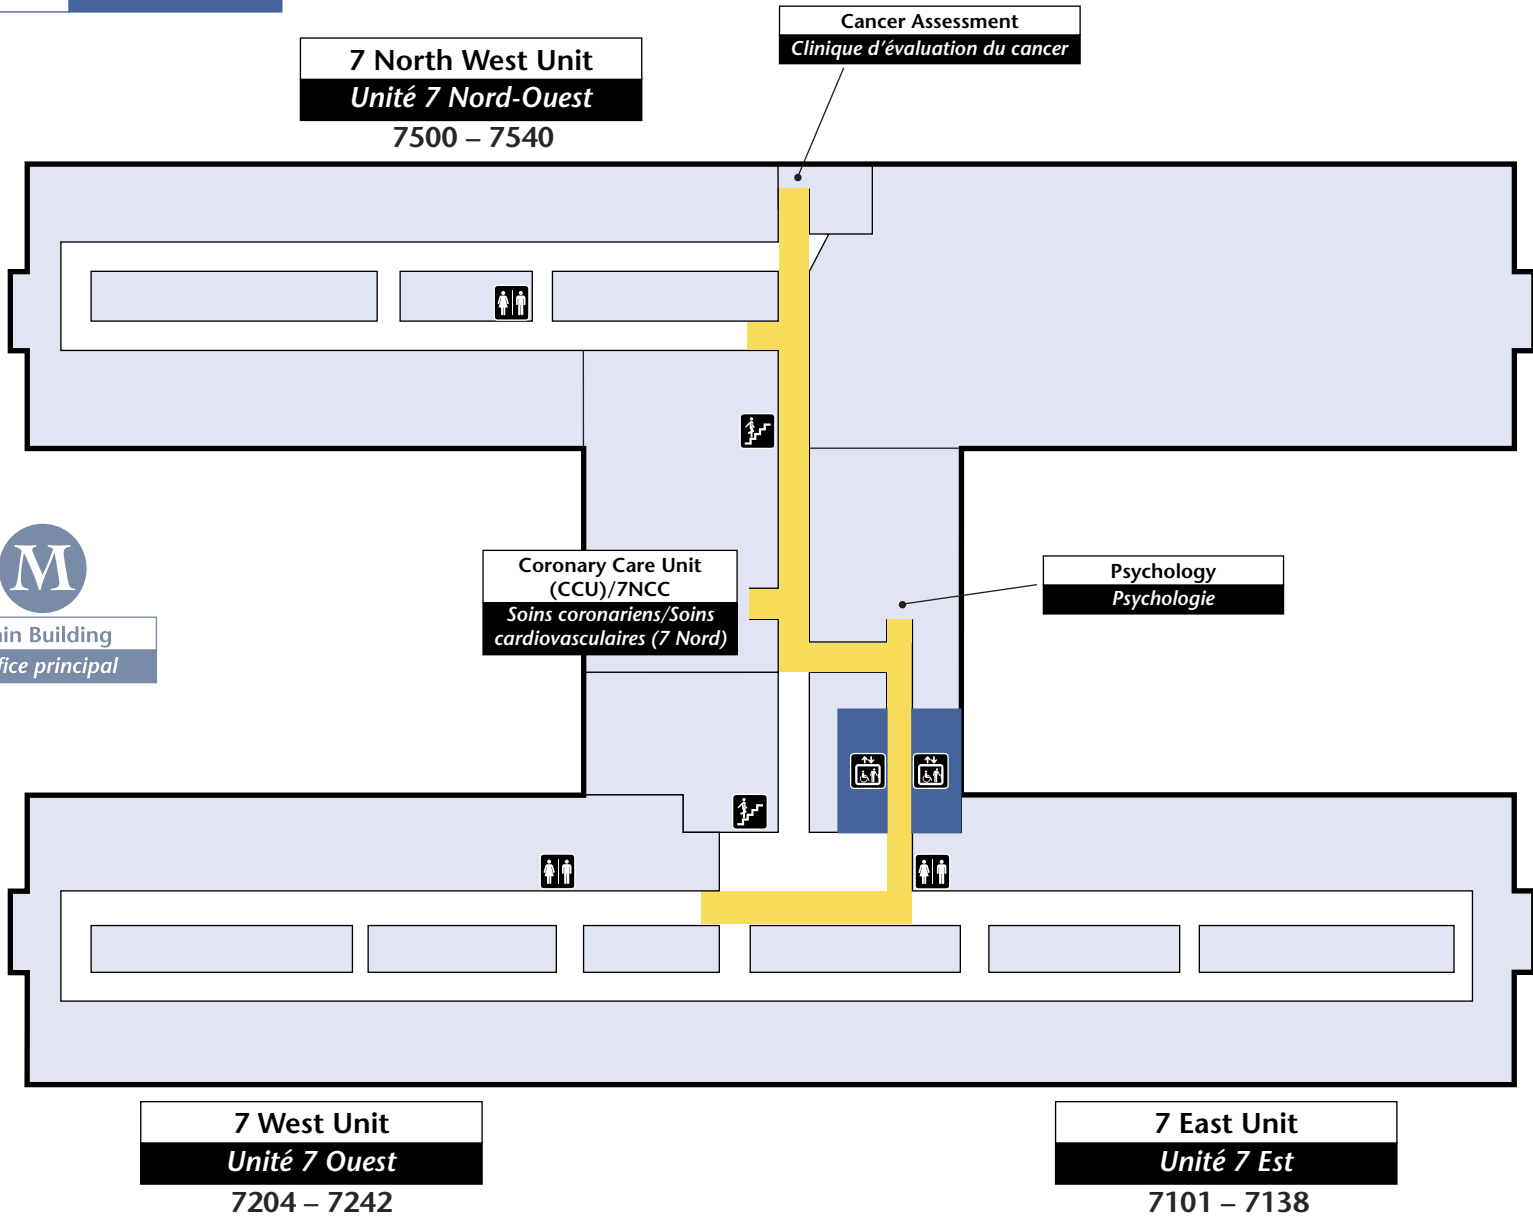 Cancer Assessment
Clinique d'évaluation du cancer
7 North West Unit
Unité 7 Nord-Ouest
7500 – 7540
M
Coronary Care Unit
(CCU)/7NCC
Soins coronariens/Soins
cardiovasculaires (7 Nord)
Psychology
Psychologie
in Building
fice principal
7 West Unit
Unité 7 Ouest
7204 – 7242
7 East Unit
Unité 7 Est
7101 – 7138